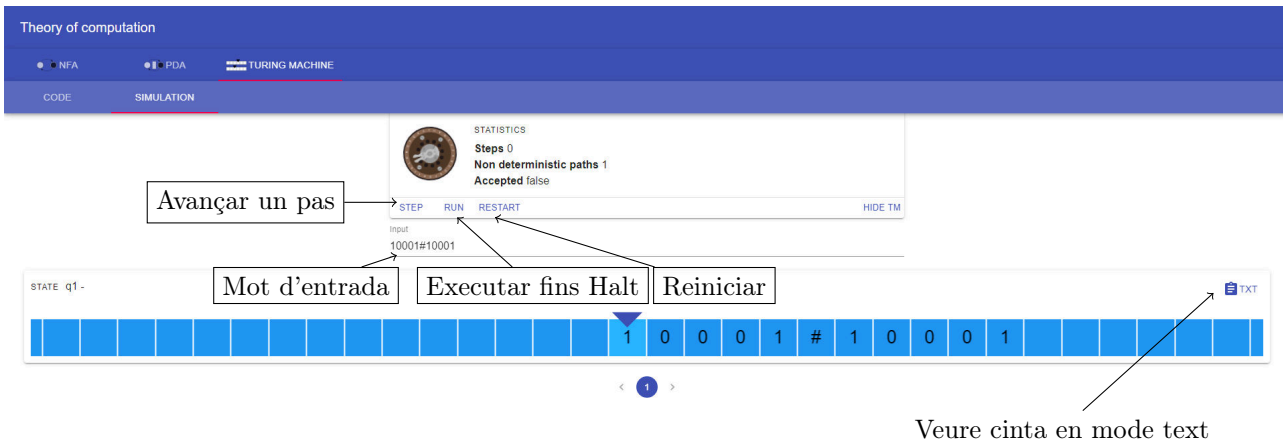 Theory of computation
NFA PDA TURING MACHINE
CODE SIMULATION
STATISTICS
Steps 0
Non deterministic paths 1
Accepted false
Avançar un pas
STEP RUN RESTART HIDE TM
Input
10001#10001
Mot d'entrada Executar fins Halt Reiniciar
STATE q1 - TXT
1 0 0 0 1 # 1 0 0 0 1
< 1 >
Veure cinta en mode text